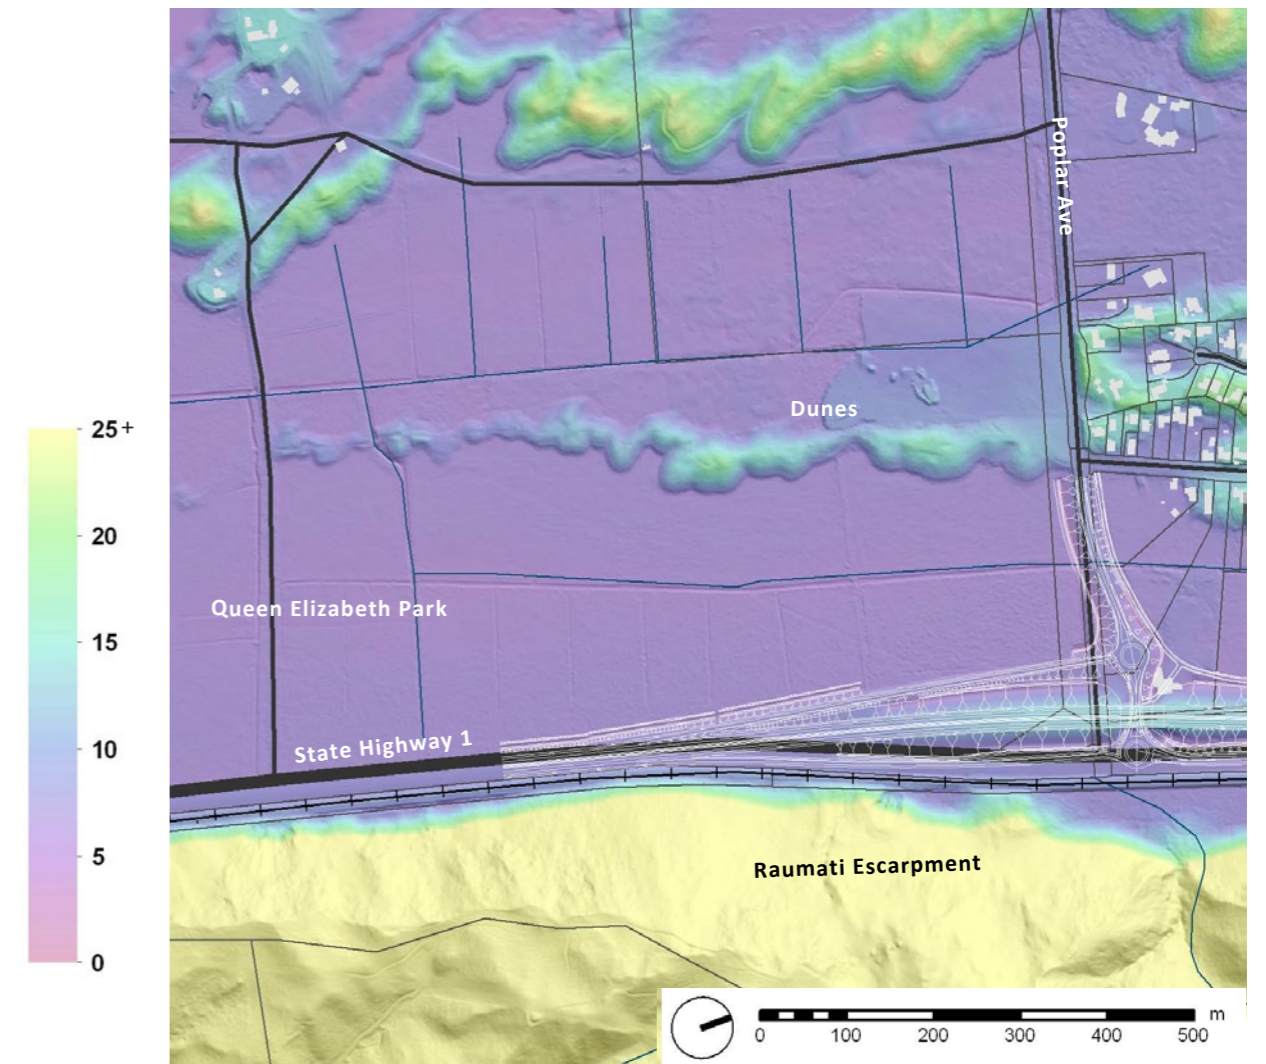 Poplar Ave
Dunes
25+
20
15
10
5
0
Queen Elizabeth Park
State Highway 1
Raumati Escarpment
m
0
100
200
300
400
500